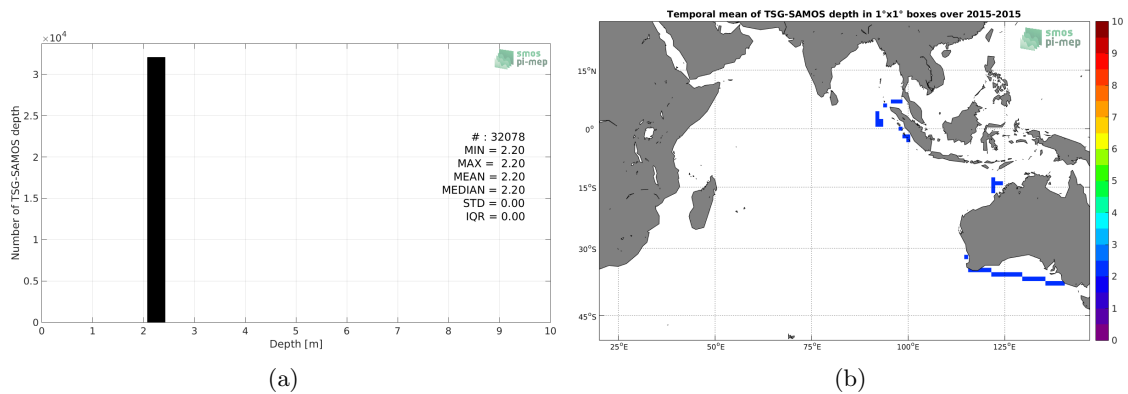 ×10⁴
3
2.5
2
1.5
1
0.5
0
Number of TSG-SAMOS depth
smos
pi-mep
# : 32078
MIN = 2.20
MAX = 2.20
MEAN = 2.20
MEDIAN = 2.20
STD = 0.00
IQR = 0.00
0 1 2 3 4 5 6 7 8 9 10
Depth [m]
(a)
Temporal mean of TSG-SAMOS depth in 1°x1° boxes over 2015-2015
smos
pi-mep
15°N
0°
15°S
30°S
45°S
25°E 50°E 75°E 100°E 125°E
10
9
8
7
6
5
4
3
2
1
0
(b)